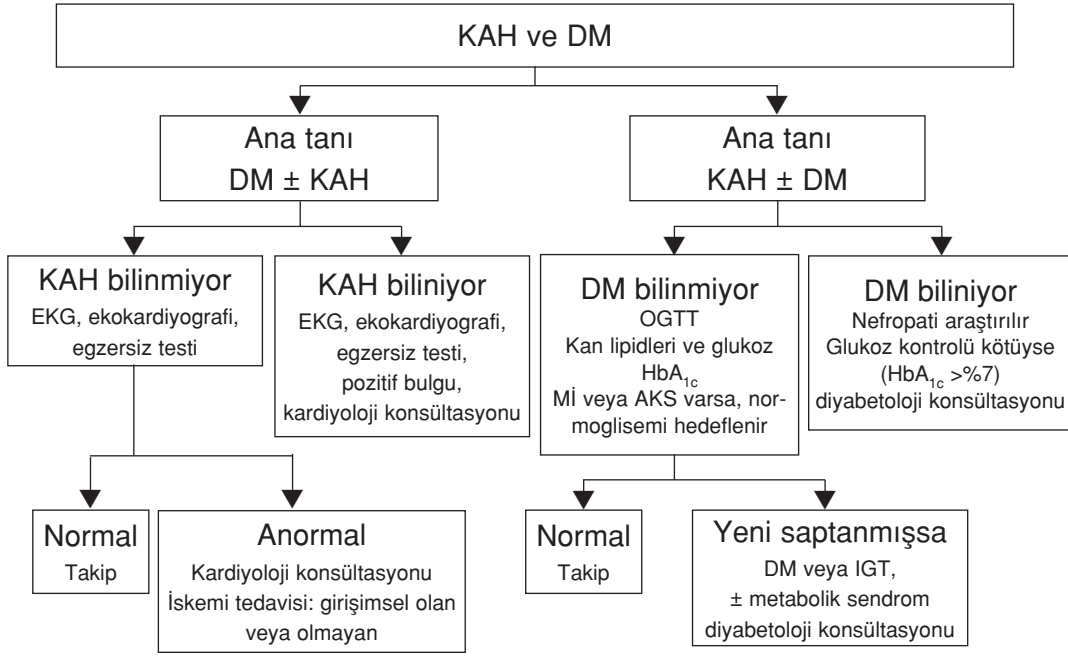 KAH ve DM
Ana tanı
DM ± KAH
Ana tanı
KAH ± DM
KAH bilinmiyor
EKG, ekokardiyografi,
egzersiz testi
KAH biliniyor
EKG, ekokardiyografi,
egzersiz testi,
pozitif bulgu,
kardiyoloji konsültasyonu
DM bilinmiyor
OGTT
Kan lipidleri ve glukoz
HbA1c
Mİ veya AKS varsa, nor-
moglisemi hedeflenir
DM biliniyor
Nefropati araştırılır
Glukoz kontrolü kötüyse
(HbA1c >%7)
diyabetoloji konsültasyonu
Normal
Takip
Anormal
Kardiyoloji konsültasyonu
İskemi tedavisi: girişimsel olan
veya olmayan
Normal
Takip
Yeni saptanmışsa
DM veya IGT,
± metabolik sendrom
diyabetoloji konsültasyonu